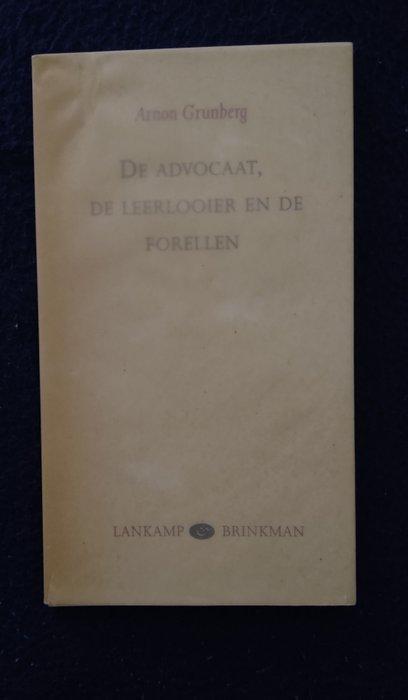 Arnon Grunberg
DE ADVOCAAT,
DE LEERLOOIER EN DE
FORELLEN
LANKAMP & BRINKMAN